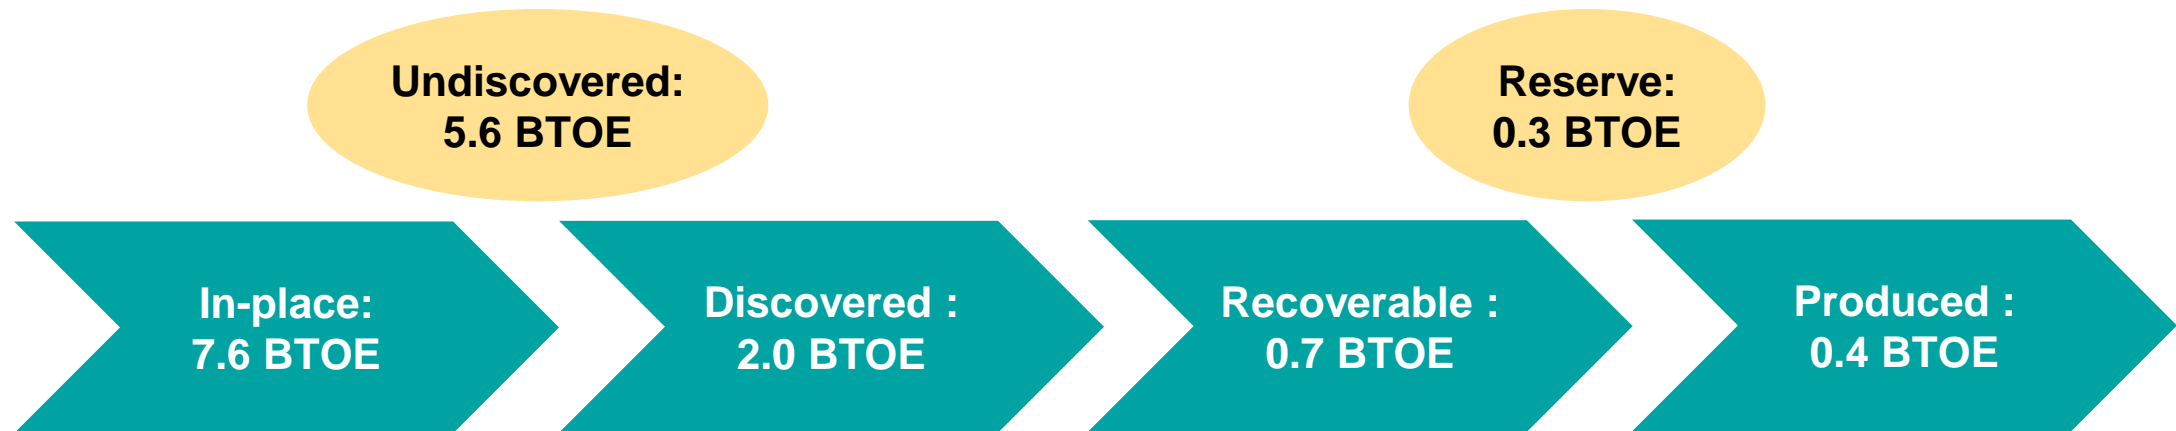 Undiscovered:
5.6 BTOE
Reserve:
0.3 BTOE
In-place:
7.6 BTOE
Discovered :
2.0 BTOE
Recoverable :
0.7 BTOE
Produced :
0.4 BTOE